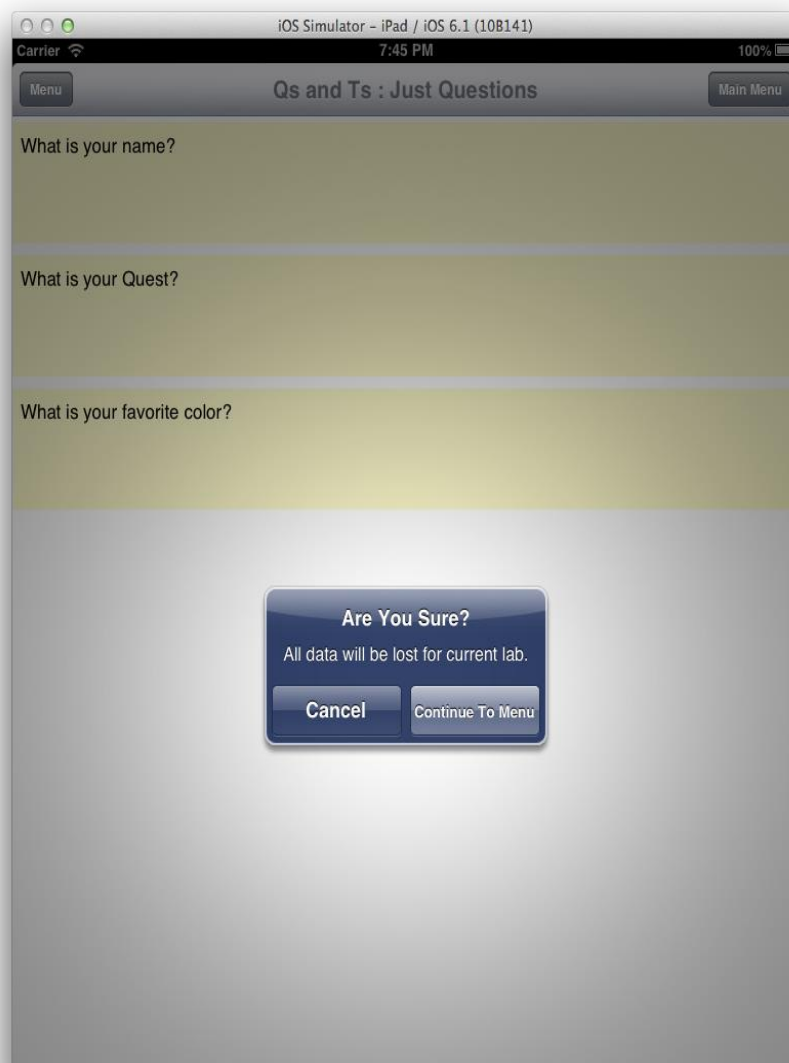 iOS Simulator – iPad / iOS 6.1 (10B141)
Carrier 7:45 PM 100%
Menu Qs and Ts : Just Questions Main Menu
What is your name?
What is your Quest?
What is your favorite color?
Are You Sure?
All data will be lost for current lab.
Cancel Continue To Menu